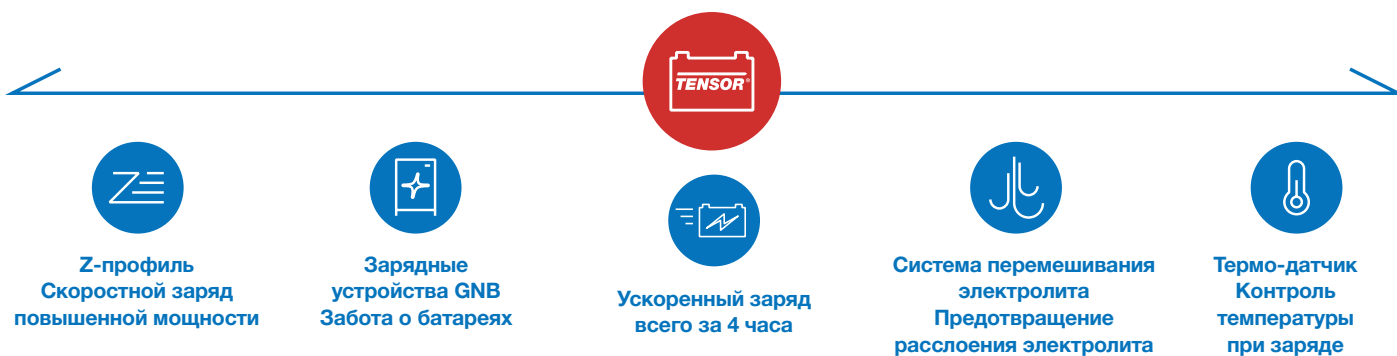 TENSOR®
Z-профиль
Скоростной заряд
повышенной мощности
Зарядные
устройства GNB
Забота о батареях
Ускоренный заряд
всего за 4 часа
Система перемешивания
электролита
Предотвращение
расслоения электролита
Термо-датчик
Контроль
температуры
при заряде